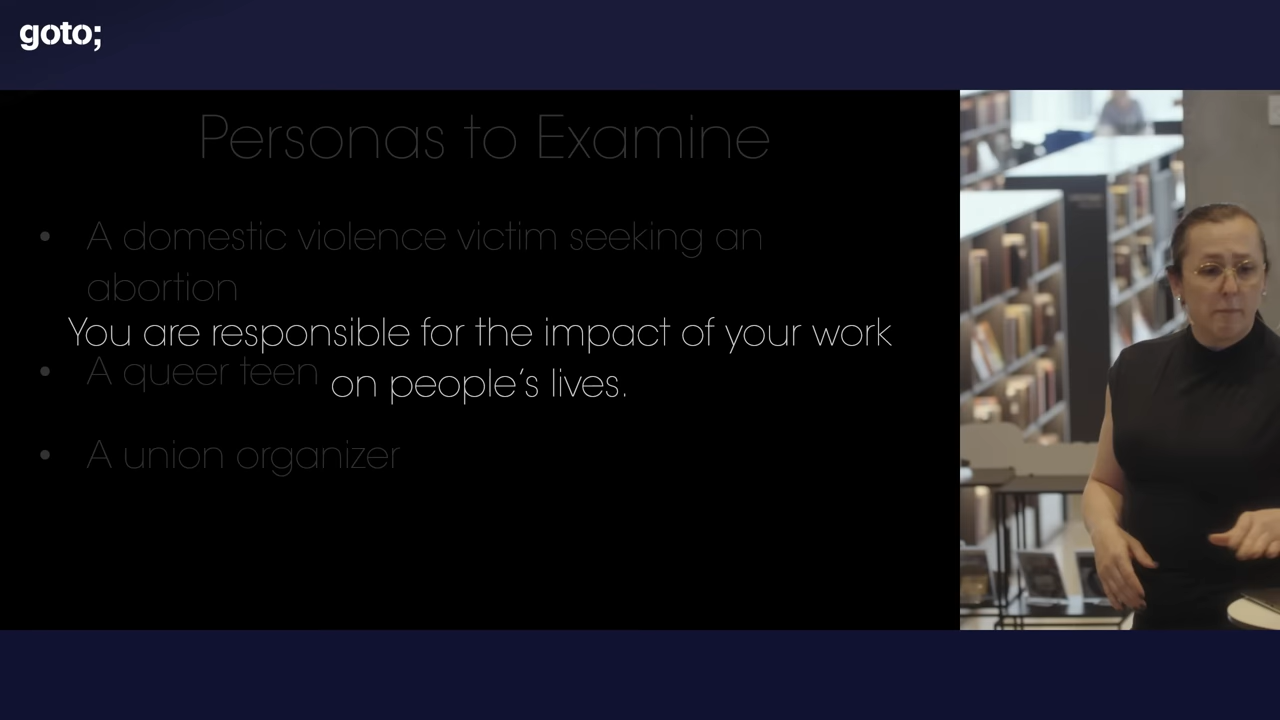 goto;
Personas to Examine
• A domestic violence victim seeking an
abortion
You are responsible for the impact of your work
on people's lives.
• A queer teen
• A union organizer